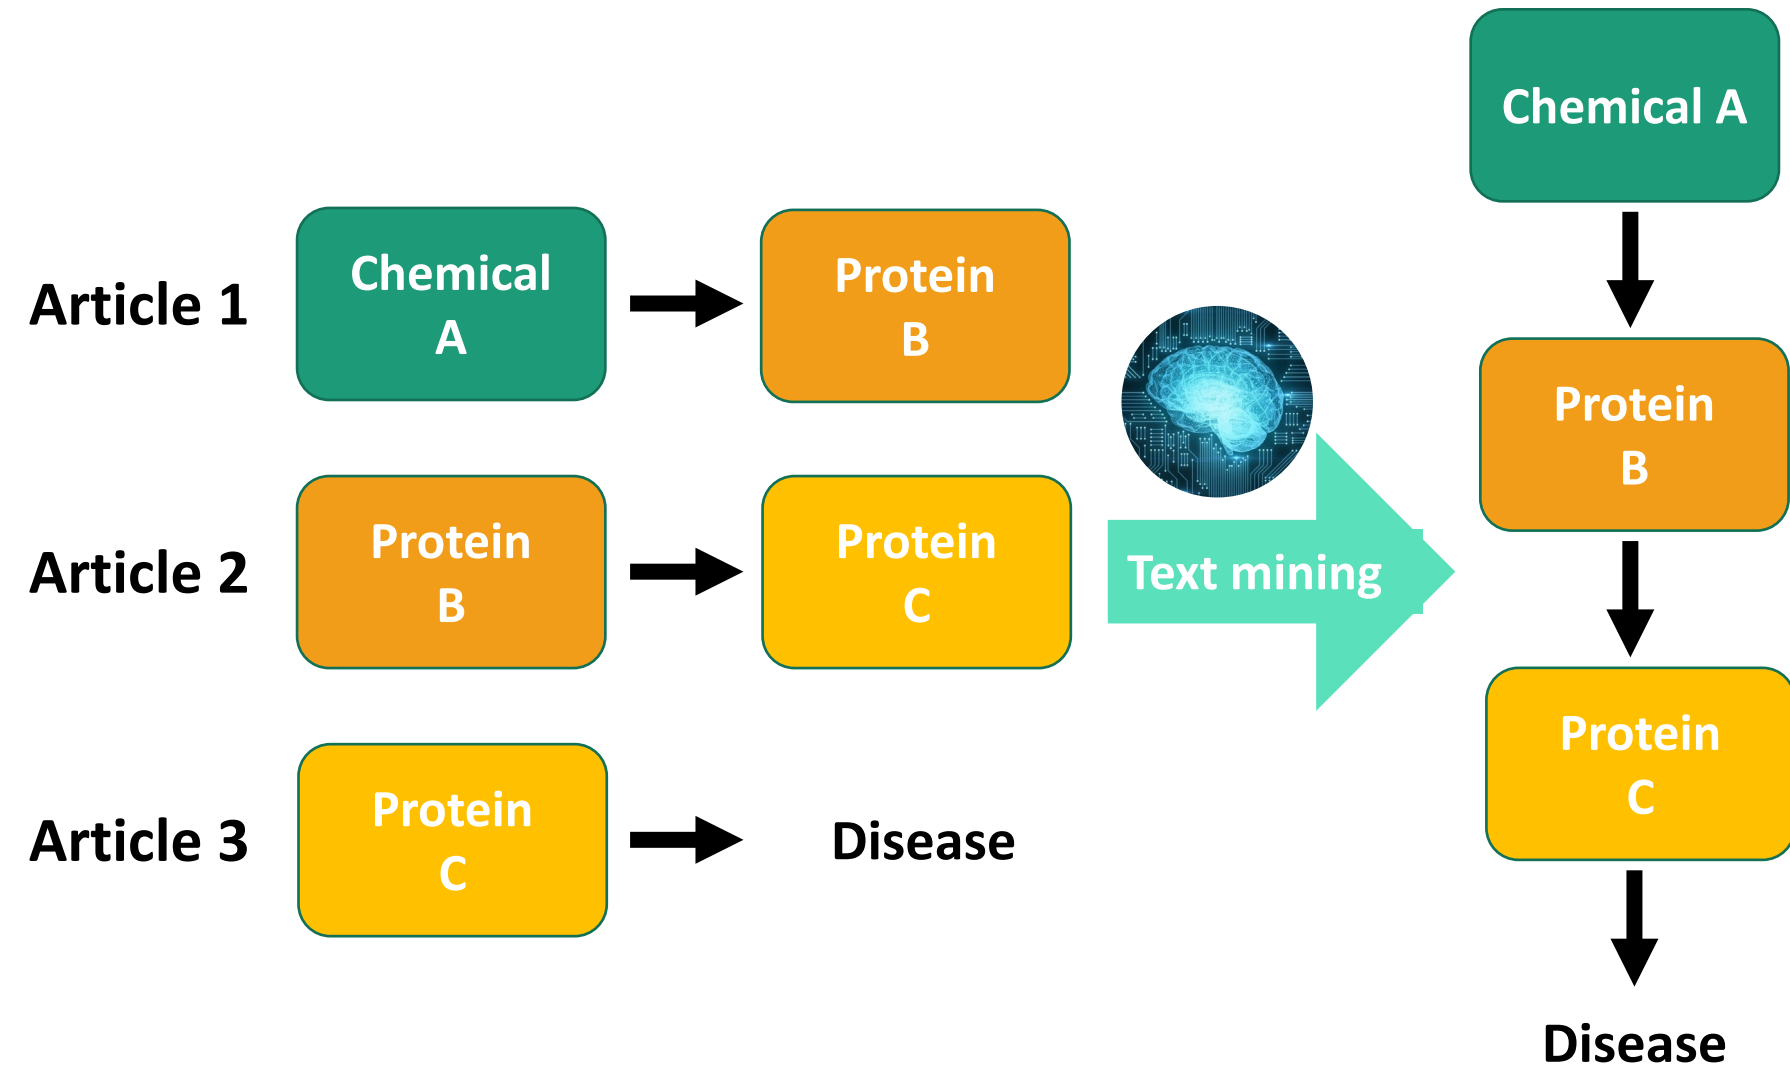 Article 1
Chemical
A
Protein
B
Article 2
Protein
B
Protein
C
Article 3
Protein
C
Disease
Text mining
Chemical A
Protein
B
Protein
C
Disease